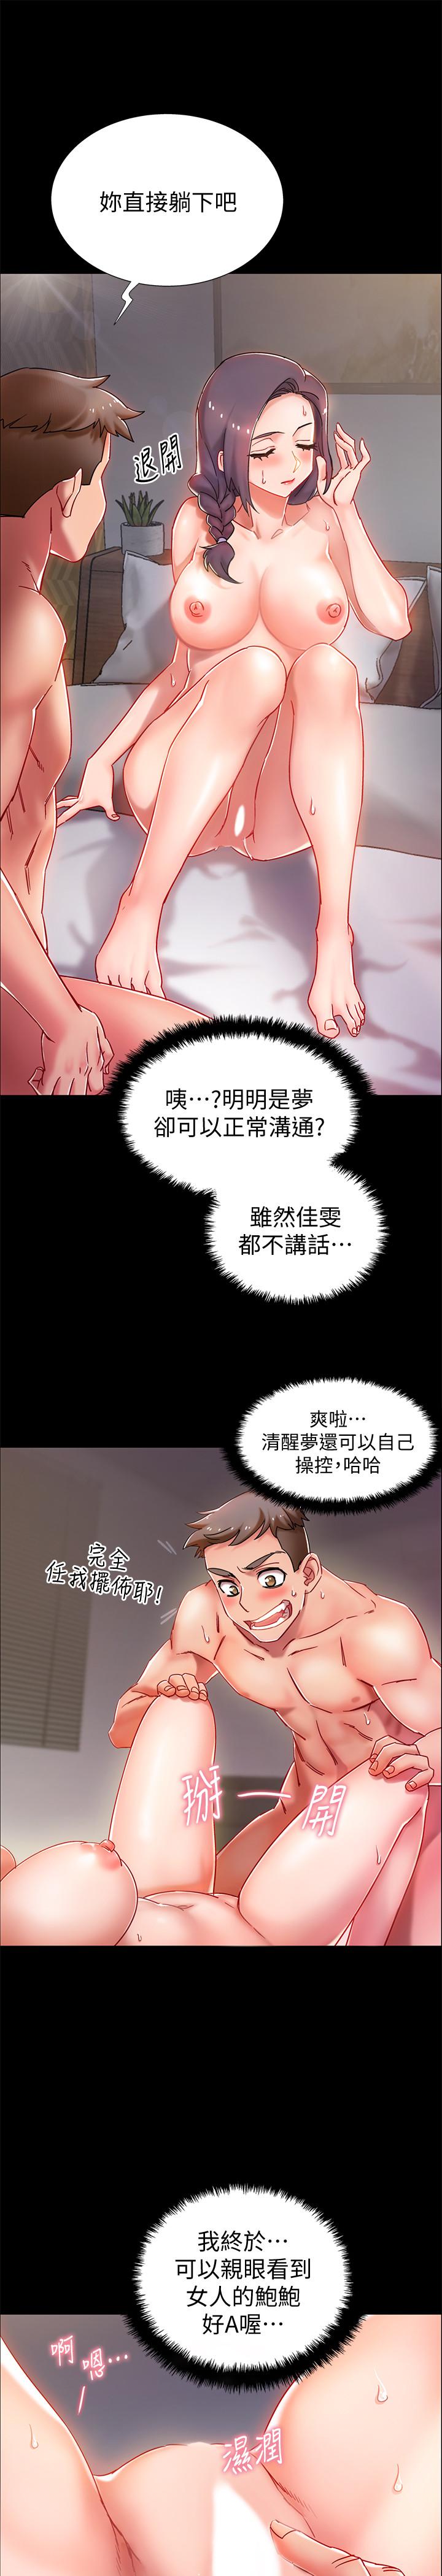 妳直接躺下吧
退開
咦…?明明是夢
卻可以正常溝通?
雖然佳雯
都不講話…
爽啦…
清醒夢還可以自己
操控,哈哈
完全
任我擺佈耶!
掰一開
我終於…
可以親眼看到
女人的鮑鮑
好A喔…
啊
嗯…
濕潤